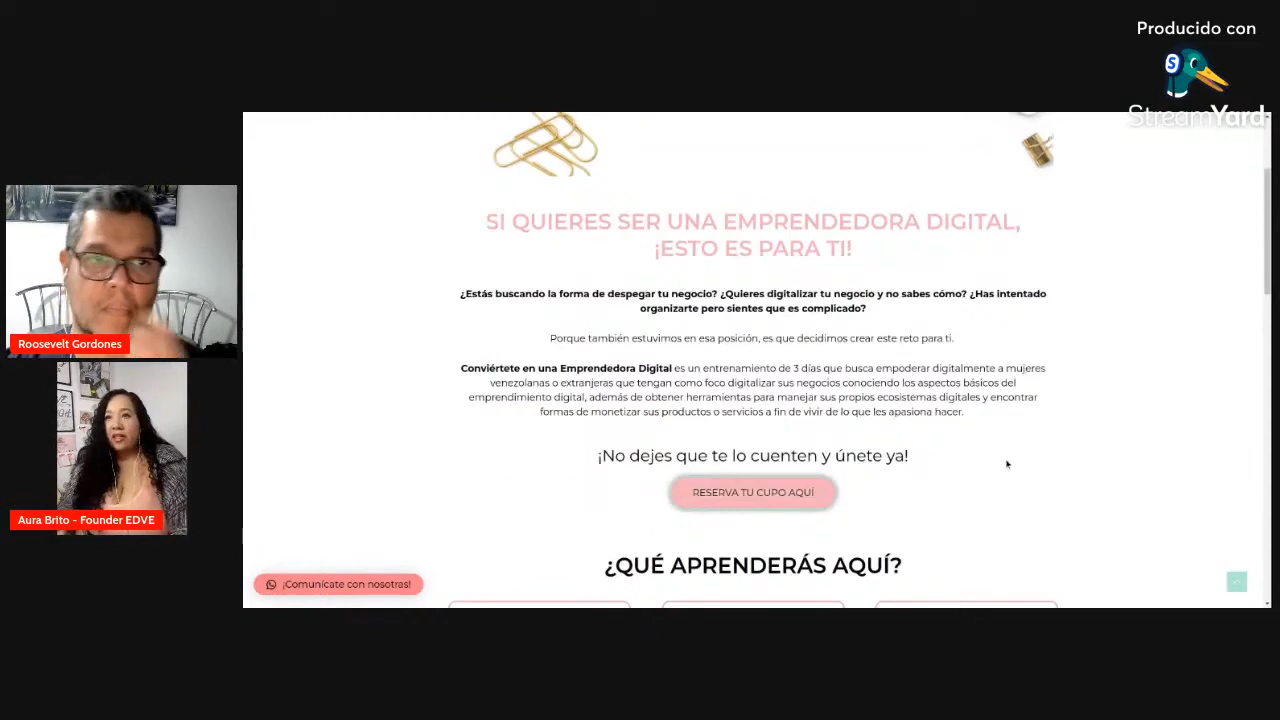 Producido con
S
StreamYard
SI QUIERES SER UNA EMPRENDEDORA DIGITAL,
¡ESTO ES PARA TI!
¿Estás buscando la forma de despegar tu negocio? ¿Quieres digitalizar tu negocio y no sabes cómo? ¿Has intentado
organizarte pero sientes que es complicado?
Porque también estuvimos en esa posición, es que decidimos crear este reto para ti.
Conviértete en una Emprendedora Digital es un entrenamiento de 3 días que busca empoderar digitalmente a mujeres
venezolanas o extranjeras que tengan como foco digitalizar sus negocios conociendo los aspectos básicos del
emprendimiento digital, además de obtener herramientas para manejar sus propios ecosistemas digitales y encontrar
formas de monetizar sus productos o servicios a fin de vivir de lo que les apasiona hacer.
¡No dejes que te lo cuenten y únete ya!
RESERVA TU CUPO AQUÍ
¿QUÉ APRENDERÁS AQUÍ?
¡Comunícate con nosotras!
Roosevelt Gordones
Aura Brito - Founder EDVE